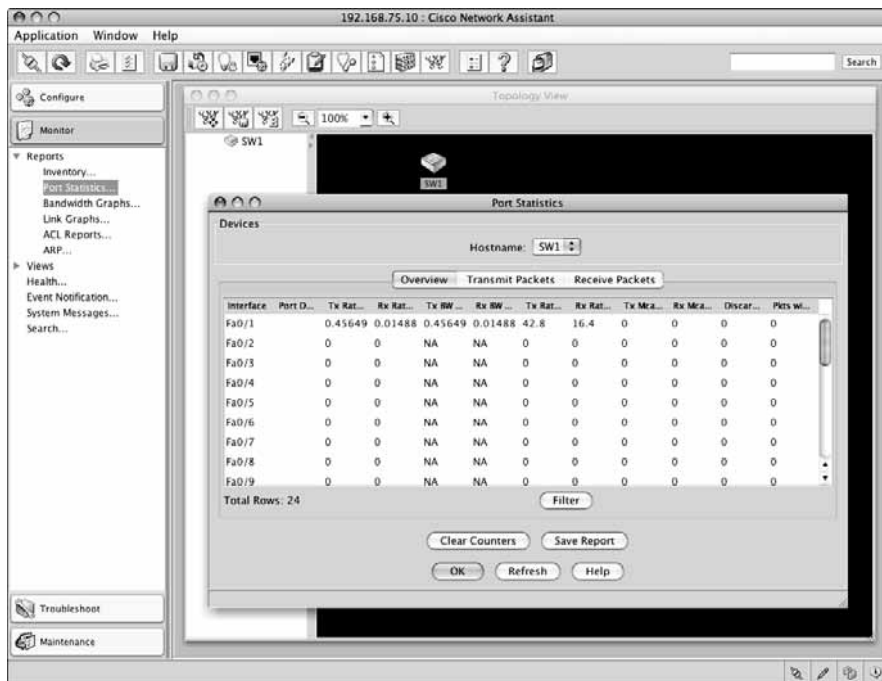 192.168.75.10 : Cisco Network Assistant
Application Window Help
Search
Configure
Monitor
Reports
Inventory...
Port Statistics...
Bandwidth Graphs...
Link Graphs...
ACL Reports...
ARP...
Views
Health...
Event Notification...
System Messages...
Search...
Troubleshoot
Maintenance
Topology View
100%
SW1
SW1
Port Statistics
Devices
Hostname: SW1
Overview Transmit Packets Receive Packets
Interface Port D... Tx Rat... Rx Rat... Tx BW ... Rx BW ... Tx Rat... Rx Rat... Tx Mca... Rx Mca... Discar... Pkts wi...
Fa0/1 0.45649 0.01488 0.45649 0.01488 42.8 16.4 0 0 0 0
Fa0/2 0 0 NA NA 0 0 0 0 0 0
Fa0/3 0 0 NA NA 0 0 0 0 0 0
Fa0/4 0 0 NA NA 0 0 0 0 0 0
Fa0/5 0 0 NA NA 0 0 0 0 0 0
Fa0/6 0 0 NA NA 0 0 0 0 0 0
Fa0/7 0 0 NA NA 0 0 0 0 0 0
Fa0/8 0 0 NA NA 0 0 0 0 0 0
Fa0/9 0 0 NA NA 0 0 0 0 0 0
Total Rows: 24
Filter
Clear Counters Save Report
OK Refresh Help